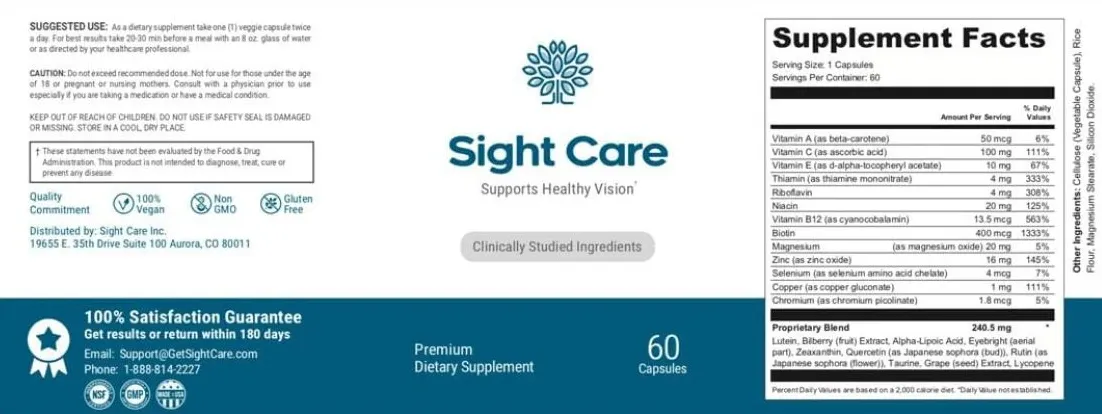 SUGGESTED USE: As a dietary supplement take one (1) veggie capsule twice
a day. For best results take 20-30 min before a meal with an 8 oz. glass of water
or as directed by your healthcare professional.
CAUTION: Do not exceed recommended dose. Not for use for those under the age
of 18 or pregnant or nursing mothers. Consult with a physician prior to use
especially if you are taking a medication or have a medical condition.
KEEP OUT OF REACH OF CHILDREN. DO NOT USE IF SAFETY SEAL IS DAMAGED
OR MISSING. STORE IN A COOL, DRY PLACE.
† These statements have not been evaluated by the Food & Drug
Administration. This product is not intended to diagnose, treat, cure or
prevent any disease
Quality
Commitment
100%
Vegan
Non
GMO
Gluten
Free
Distributed by: Sight Care Inc.
19655 E. 35th Drive Suite 100 Aurora, CO 80011
100% Satisfaction Guarantee
Get results or return within 180 days
Email: Support@GetSightCare.com
Phone: 1-888-814-2227
NSF
GMP
MADE IN USA
Sight Care
Supports Healthy Vision†
Clinically Studied Ingredients
Premium
Dietary Supplement
60
Capsules
Supplement Facts
Serving Size: 1 Capsules
Servings Per Container: 60
Amount Per Serving % Daily Values
Vitamin A (as beta-carotene) 50 mcg 6%
Vitamin C (as ascorbic acid) 100 mg 111%
Vitamin E (as d-alpha-tocopheryl acetate) 10 mg 67%
Thiamin (as thiamine mononitrate) 4 mg 333%
Riboflavin 4 mg 308%
Niacin 20 mg 125%
Vitamin B12 (as cyanocobalamin) 13.5 mcg 563%
Biotin 400 mcg 1333%
Magnesium (as magnesium oxide) 20 mg 5%
Zinc (as zinc oxide) 16 mg 145%
Selenium (as selenium amino acid chelate) 4 mcg 7%
Copper (as copper gluconate) 1 mg 111%
Chromium (as chromium picolinate) 1.8 mcg 5%
Proprietary Blend 240.5 mg *
Lutein, Bilberry (fruit) Extract, Alpha-Lipoic Acid, Eyebright (aerial
part), Zeaxanthin, Quercetin (as Japanese sophora (bud)), Rutin (as
Japanese sophora (flower)), Taurine, Grape (seed) Extract, Lycopene
Percent Daily Values are based on a 2,000 calorie diet. *Daily Value not established.
Other Ingredients: Cellulose (Vegetable Capsule), Rice
Flour, Magnesium Stearate, Silicon Dioxide.